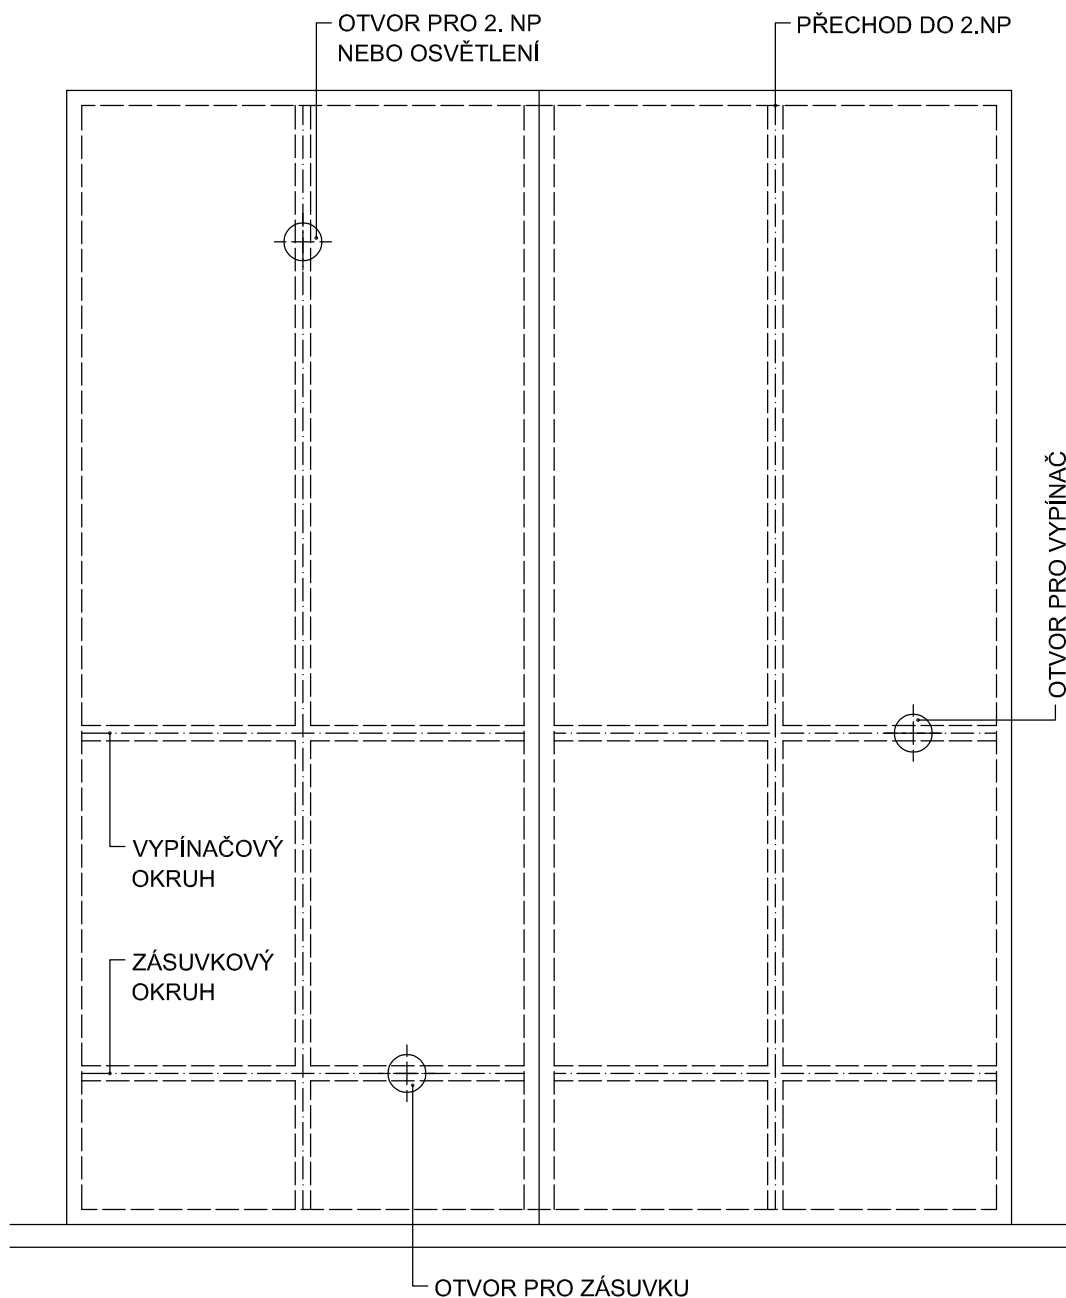 OTVOR PRO 2. NP
NEBO OSVĚTLENÍ
PŘECHOD DO 2.NP
OTVOR PRO VYPÍNAČ
VYPÍNAČOVÝ
OKRUH
ZÁSUVKOVÝ
OKRUH
OTVOR PRO ZÁSUVKU